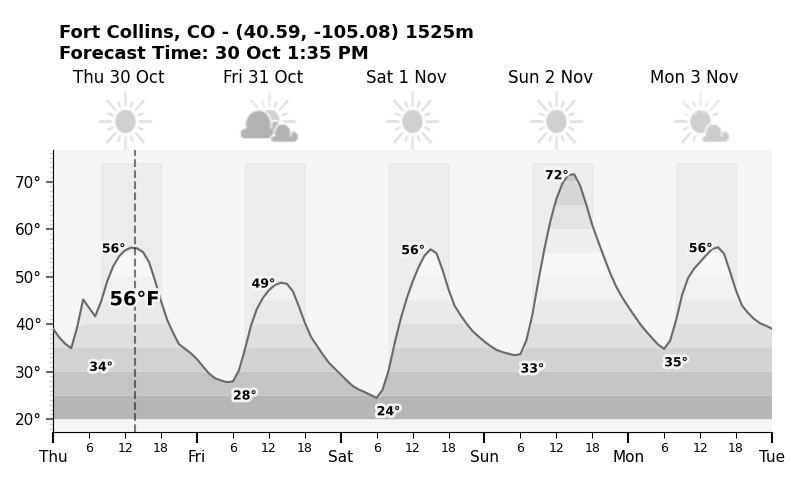 Fort Collins, CO - (40.59, -105.08) 1525m
Forecast Time: 30 Oct 1:35 PM
Thu 30 Oct Fri 31 Oct Sat 1 Nov Sun 2 Nov Mon 3 Nov
70°
60°
50°
40°
30°
20°
72°
56° 56° 56°
49°
56°F
34° 33° 35°
28°
24°
6 12 18 6 12 18 6 12 18 6 12 18 6 12 18
Thu Fri Sat Sun Mon Tue